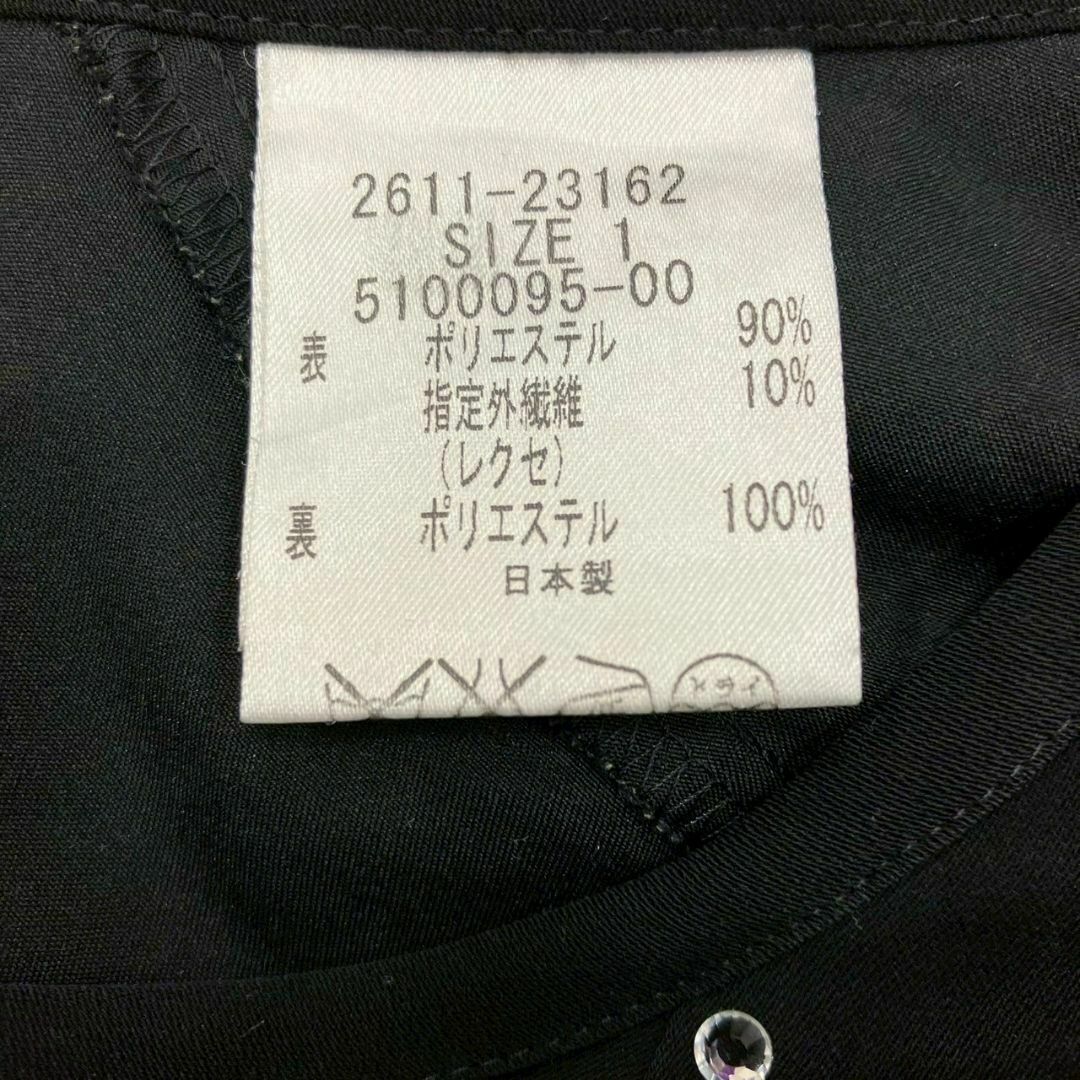 2611-23162
SIZE 1
5100095-00
表 ポリエステル 90%
指定外繊維 10%
(レクセ)
裏 ポリエステル 100%
日本製